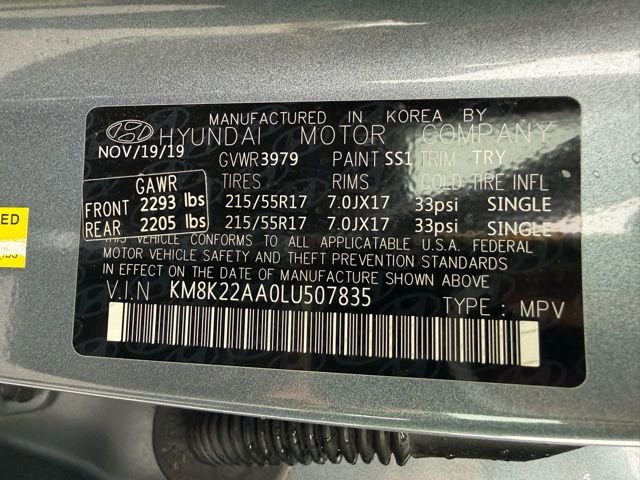 MANUFACTURED IN KOREA BY
HYUNDAI MOTOR COMPANY
NOV/19/19 GVWR3979 PAINT SS1 TRIM TRY
GAWR TIRES RIMS COLD TIRE INFL
FRONT 2293 lbs 215/55R17 7.0JX17 33psi SINGLE
REAR 2205 lbs 215/55R17 7.0JX17 33psi SINGLE
THIS VEHICLE CONFORMS TO ALL APPLICATABLE U.S.A. FEDERAL
MOTOR VEHICLE SAFETY AND THEFT PREVENTION STANDARDS
IN EFFECT ON THE DATE OF MANUFACTURE SHOWN ABOVE.
V.I.N KM8K22AA0LU507835 TYPE : MPV